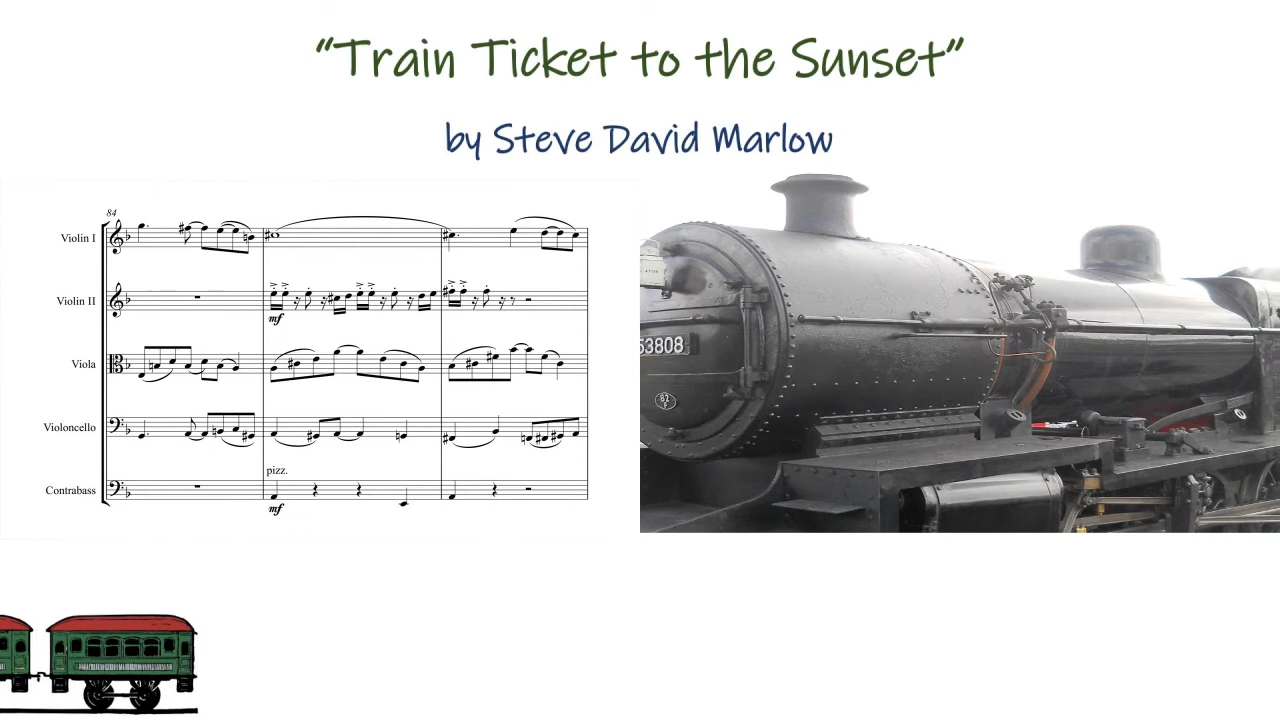 “Train Ticket to the Sunset”
by Steve David Marlow
84
Violin I
Violin II
mf
Viola
Violoncello
pizz.
Contrabass
mf
53808
82
F